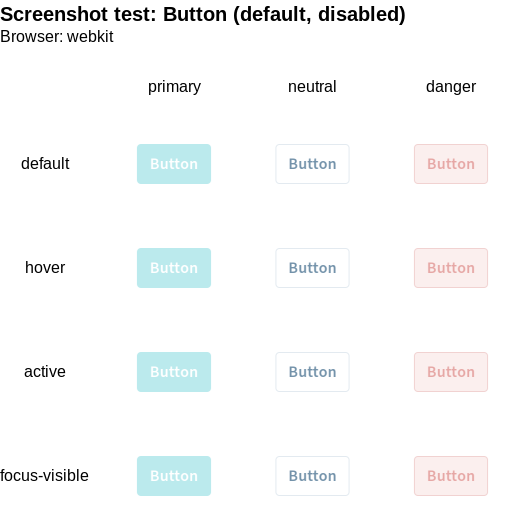 Screenshot test: Button (default, disabled)
Browser: webkit
primary neutral danger
default Button Button Button
hover Button Button Button
active Button Button Button
focus-visible Button Button Button